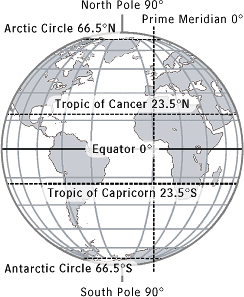 North Pole 90°
Prime Meridian 0°
Arctic Circle 66.5°N
Tropic of Cancer 23.5°N
Equator 0°
Tropic of Capricorn 23.5°S
Antarctic Circle 66.5°S
South Pole 90°